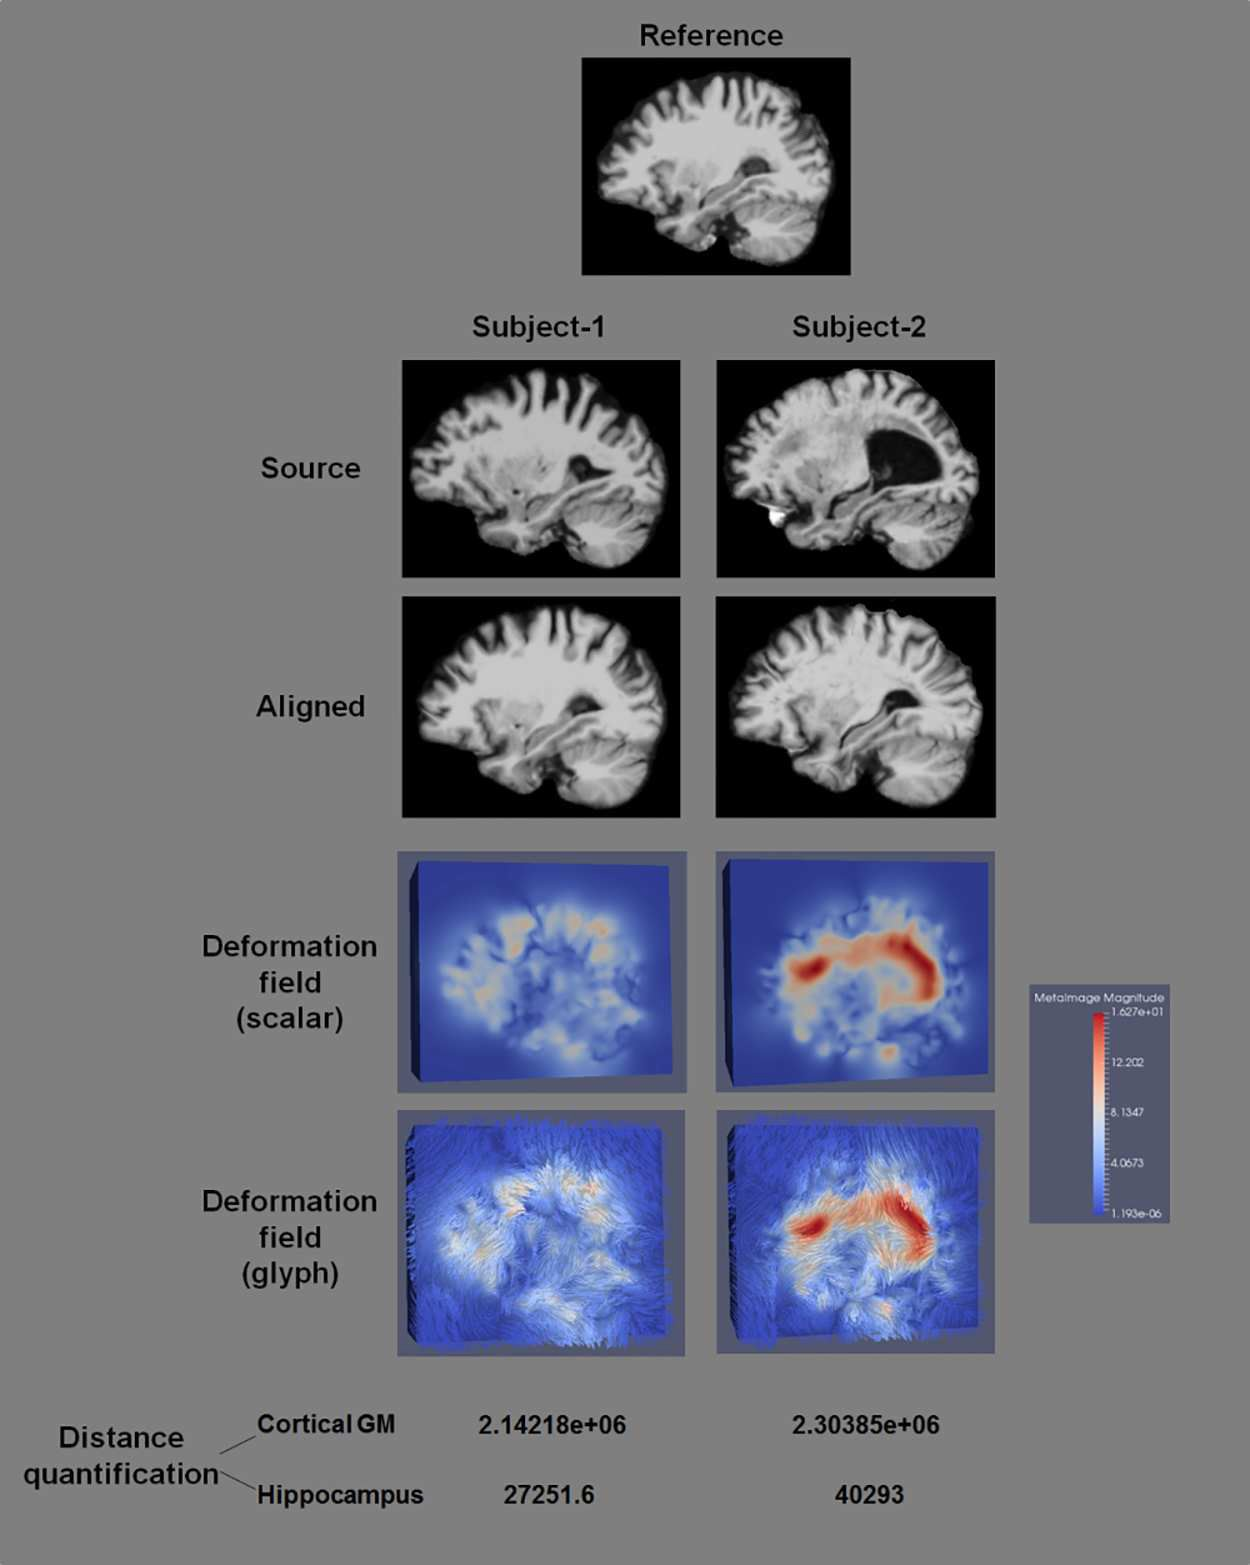 Reference
Subject-1
Subject-2
Source
Aligned
Deformation
field
(scalar)
MetaImage Magnitude
1.627e+01
12.202
8.1347
4.0673
1.193e-06
Deformation
field
(glyph)
Distance
quantification
Cortical GM
2.14218e+06
2.30385e+06
Hippocampus
27251.6
40293